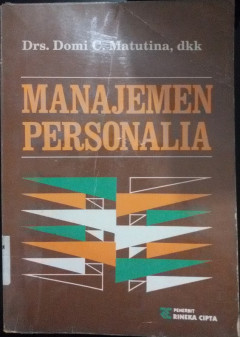 Drs. Domi C. Matutina, dkk
MANAJEMEN
PERSONALIA
PENERBIT
RINEKA CIPTA